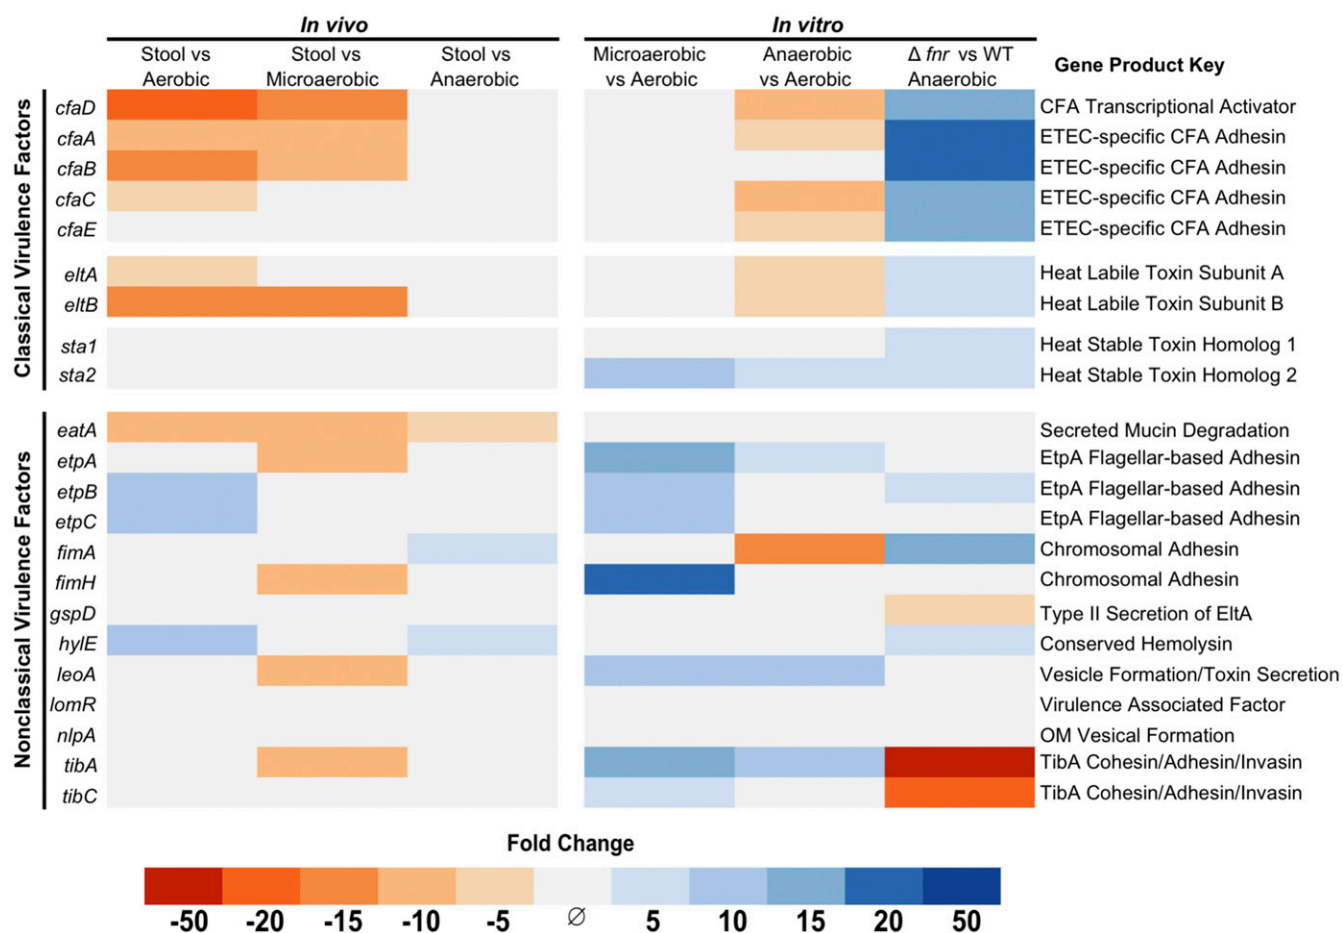 In vivo
In vitro
Stool vs Aerobic
Stool vs Microaerobic
Stool vs Anaerobic
Microaerobic vs Aerobic
Anaerobic vs Aerobic
Δ fnr vs WT Anaerobic
Gene Product Key
Classical Virulence Factors
cfaD CFA Transcriptional Activator
cfaA ETEC-specific CFA Adhesin
cfaB ETEC-specific CFA Adhesin
cfaC ETEC-specific CFA Adhesin
cfaE ETEC-specific CFA Adhesin
eltA Heat Labile Toxin Subunit A
eltB Heat Labile Toxin Subunit B
sta1 Heat Stable Toxin Homolog 1
sta2 Heat Stable Toxin Homolog 2
Nonclassical Virulence Factors
eatA Secreted Mucin Degradation
etpA EtpA Flagellar-based Adhesin
etpB EtpA Flagellar-based Adhesin
etpC EtpA Flagellar-based Adhesin
fimA Chromosomal Adhesin
fimH Chromosomal Adhesin
gspD Type II Secretion of EltA
hylE Conserved Hemolysin
leoA Vesicle Formation/Toxin Secretion
lomR Virulence Associated Factor
nlpA OM Vesical Formation
tibA TibA Cohesin/Adhesin/Invasin
tibC TibA Cohesin/Adhesin/Invasin
Fold Change
-50 -20 -15 -10 -5 ∅ 5 10 15 20 50